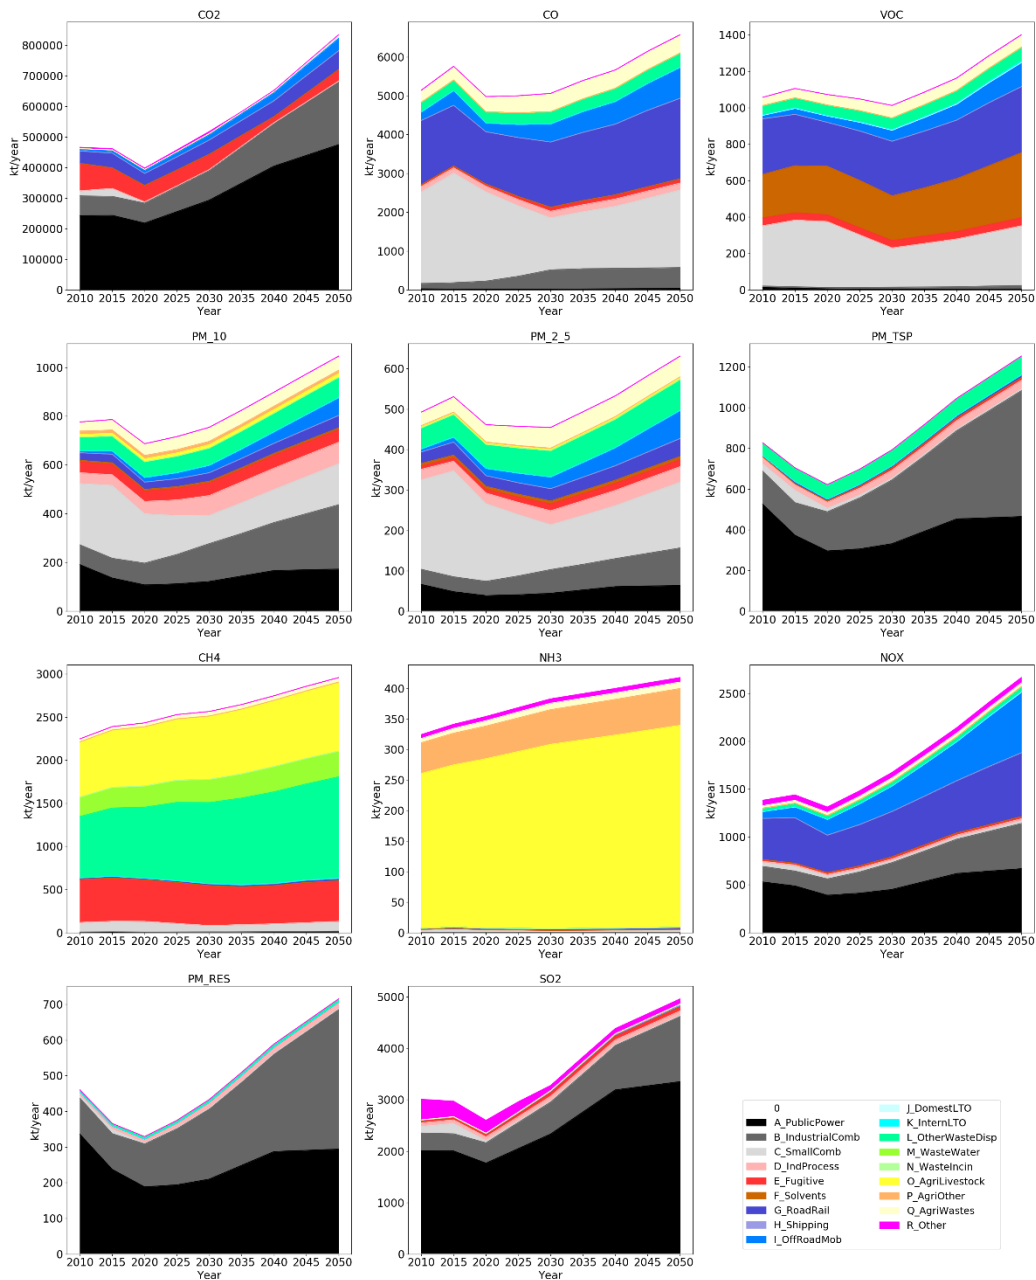 CO2
CO
VOC
kt/year
800000
700000
600000
500000
400000
300000
200000
100000
0
2010 2015 2020 2025 2030 2035 2040 2045 2050
Year
kt/year
6000
5000
4000
3000
2000
1000
0
2010 2015 2020 2025 2030 2035 2040 2045 2050
Year
kt/year
1400
1200
1000
800
600
400
200
0
2010 2015 2020 2025 2030 2035 2040 2045 2050
Year
PM_10
PM_2_5
PM_TSP
kt/year
1000
800
600
400
200
0
2010 2015 2020 2025 2030 2035 2040 2045 2050
Year
kt/year
600
500
400
300
200
100
0
2010 2015 2020 2025 2030 2035 2040 2045 2050
Year
kt/year
1200
1000
800
600
400
200
0
2010 2015 2020 2025 2030 2035 2040 2045 2050
Year
CH4
NH3
NOX
kt/year
3000
2500
2000
1500
1000
500
0
2010 2015 2020 2025 2030 2035 2040 2045 2050
Year
kt/year
400
350
300
250
200
150
100
50
0
2010 2015 2020 2025 2030 2035 2040 2045 2050
Year
kt/year
2500
2000
1500
1000
500
0
2010 2015 2020 2025 2030 2035 2040 2045 2050
Year
PM_RES
SO2
kt/year
700
600
500
400
300
200
100
0
2010 2015 2020 2025 2030 2035 2040 2045 2050
Year
kt/year
5000
4000
3000
2000
1000
0
2010 2015 2020 2025 2030 2035 2040 2045 2050
Year
0
A_PublicPower
B_IndustrialComb
C_SmallComb
D_IndProcess
E_Fugitive
F_Solvents
G_RoadRail
H_Shipping
I_OffRoadMob
J_DomestLTO
K_InternLTO
L_OtherWasteDisp
M_WasteWater
N_WasteIncin
O_AgriLivestock
P_AgriOther
Q_AgriWastes
R_Other